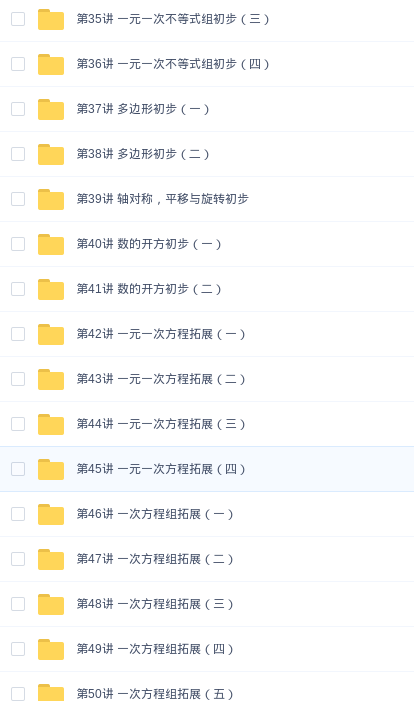 第35讲 一元一次不等式组初步（三）
第36讲 一元一次不等式组初步（四）
第37讲 多边形初步（一）
第38讲 多边形初步（二）
第39讲 轴对称，平移与旋转初步
第40讲 数的开方初步（一）
第41讲 数的开方初步（二）
第42讲 一元一次方程拓展（一）
第43讲 一元一次方程拓展（二）
第44讲 一元一次方程拓展（三）
第45讲 一元一次方程拓展（四）
第46讲 一次方程组拓展（一）
第47讲 一次方程组拓展（二）
第48讲 一次方程组拓展（三）
第49讲 一次方程组拓展（四）
第50讲 一次方程组拓展（五）